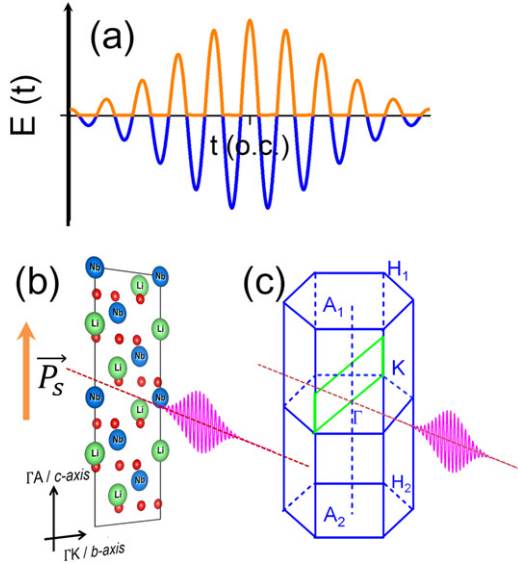 (a)
E (t)
t (o.c.)
(b)
Nb
Nb
Li
Li
Nb
Li
Nb
Li
Nb
Nb
Li
Nb
Li
Li
Nb
Li
Nb
P_s
ΓA / c-axis
ΓK / b-axis
(c)
H₁
A₁
K
Γ
H₂
A₂